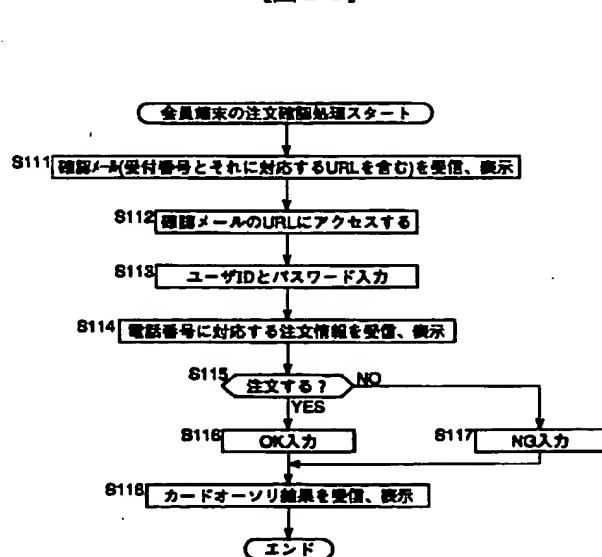 会員端末の注文確認処理スタート
S111 確認メール(受付番号とそれに対応するURLを含む)を受信、表示
S112 確認メールのURLにアクセスする
S113 ユーザIDとパスワード入力
S114 電話番号に対応する注文情報を受信、表示
S115 注文する? NO
YES
S116 OK入力 S117 NG入力
S118 カードオーソリ結果を受信、表示
エンド